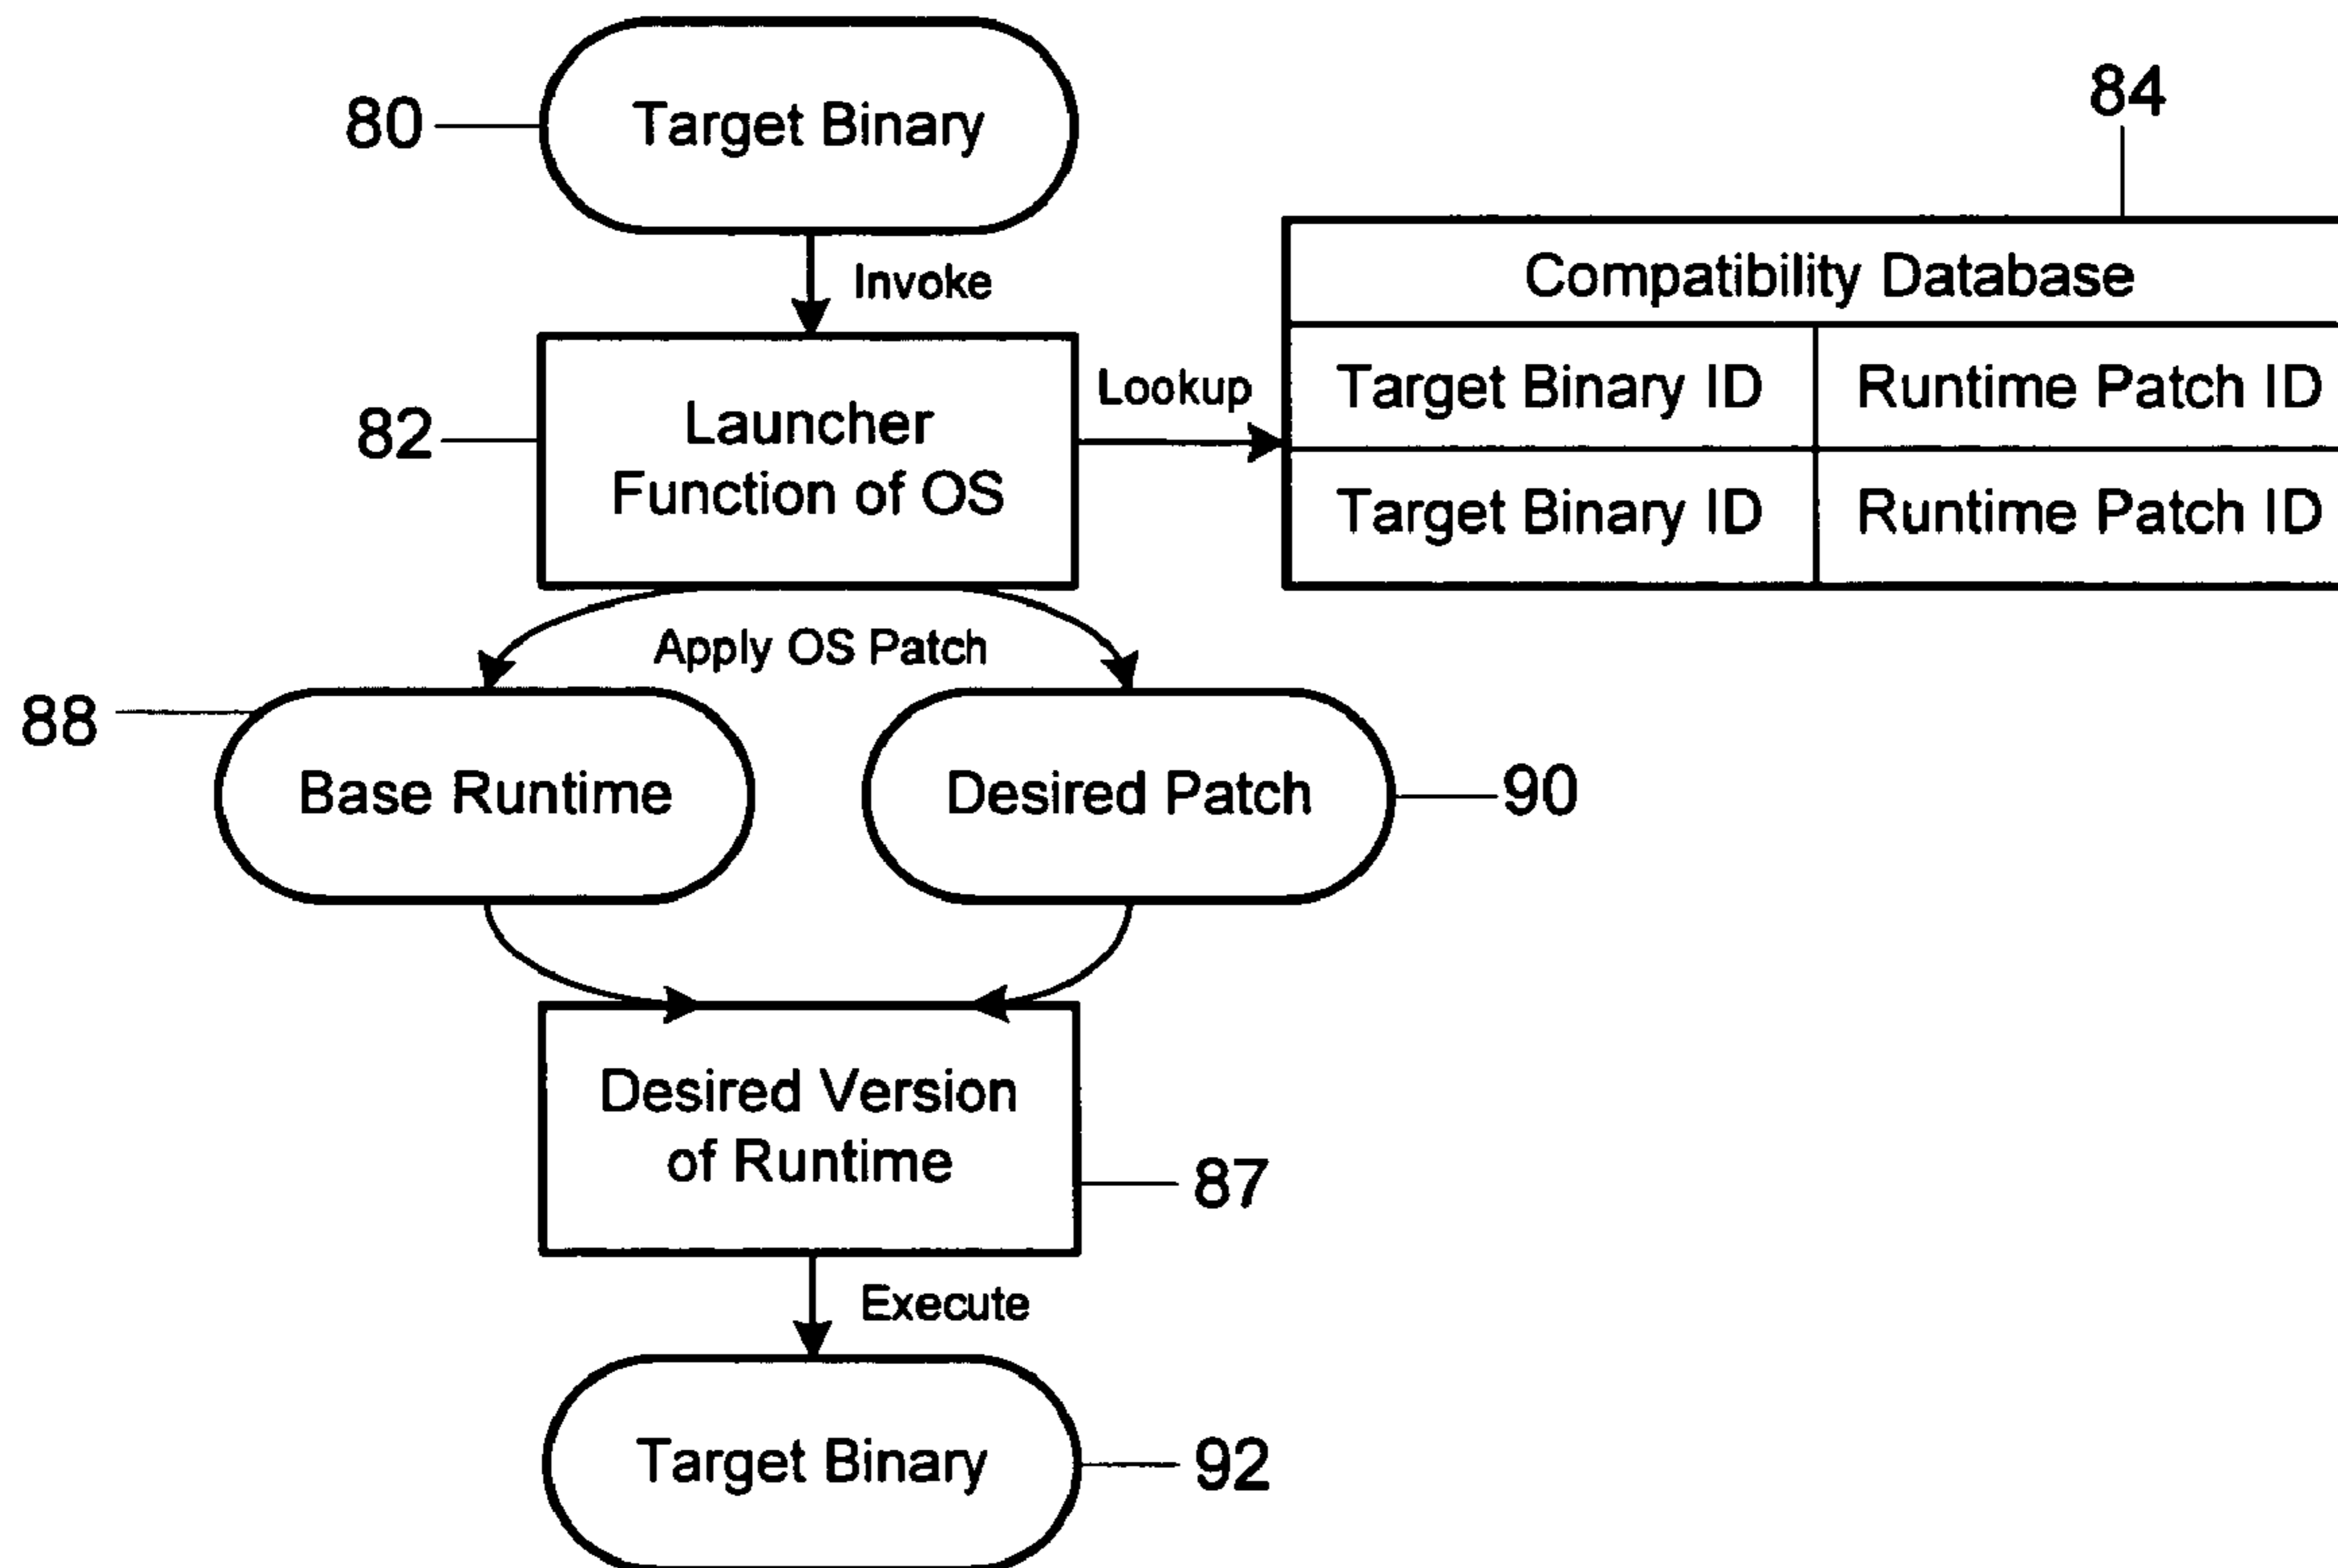 80
Target Binary
84
Invoke
Compatibility Database
Lookup
Target Binary ID
Runtime Patch ID
Target Binary ID
Runtime Patch ID
82
Launcher
Function of OS
Apply OS Patch
88
Base Runtime
Desired Patch
90
Desired Version
of Runtime
87
Execute
Target Binary
92